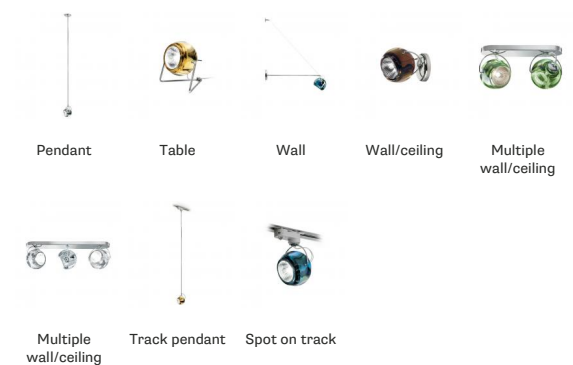 Pendant
Table
Wall
Wall/ceiling
Multiple
wall/ceiling
Multiple
wall/ceiling
Track pendant
Spot on track